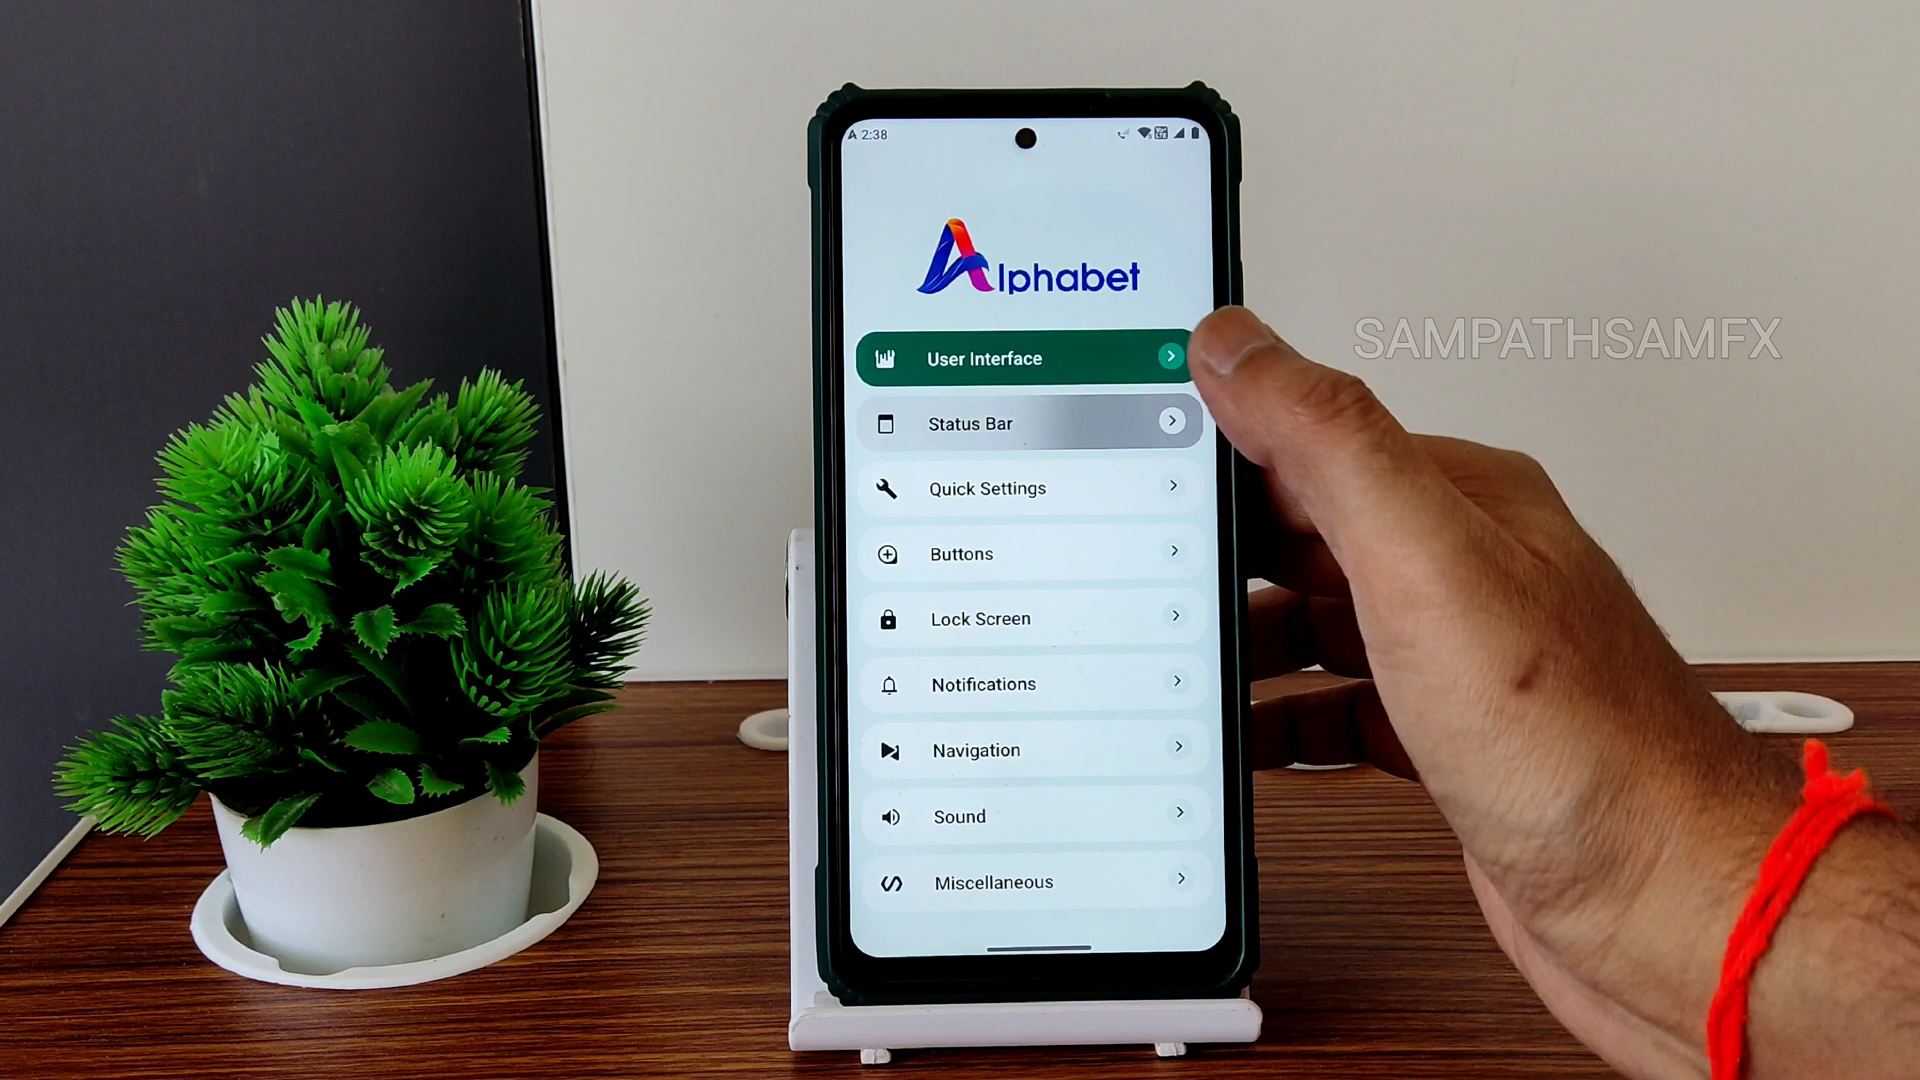 2:38
Alphabet
User Interface
SAMPATHSAMFX
Status Bar
Quick Settings
Buttons
Lock Screen
Notifications
Navigation
Sound
Miscellaneous